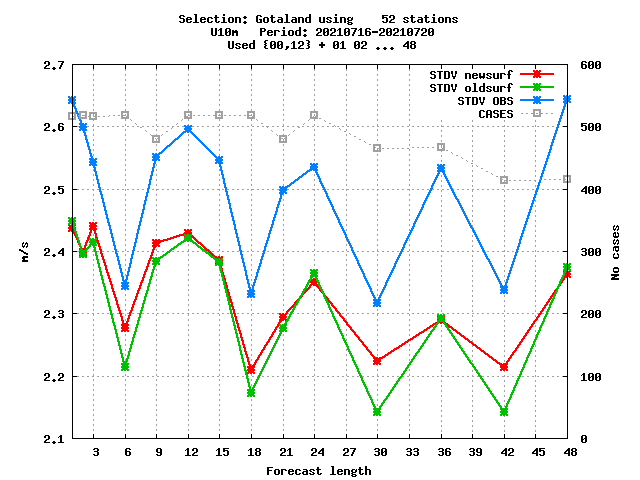 Selection: Gotaland using    52 stations
U10m   Period: 20210716-20210720
Used {00,12} + 01 02 ... 48
STDV newsurf
STDV oldsurf
STDV OBS
CASES
2.7
2.6
2.5
2.4
2.3
2.2
2.1
m/s
600
500
400
300
200
100
0
No cases
3 6 9 12 15 18 21 24 27 30 33 36 39 42 45 48
Forecast length